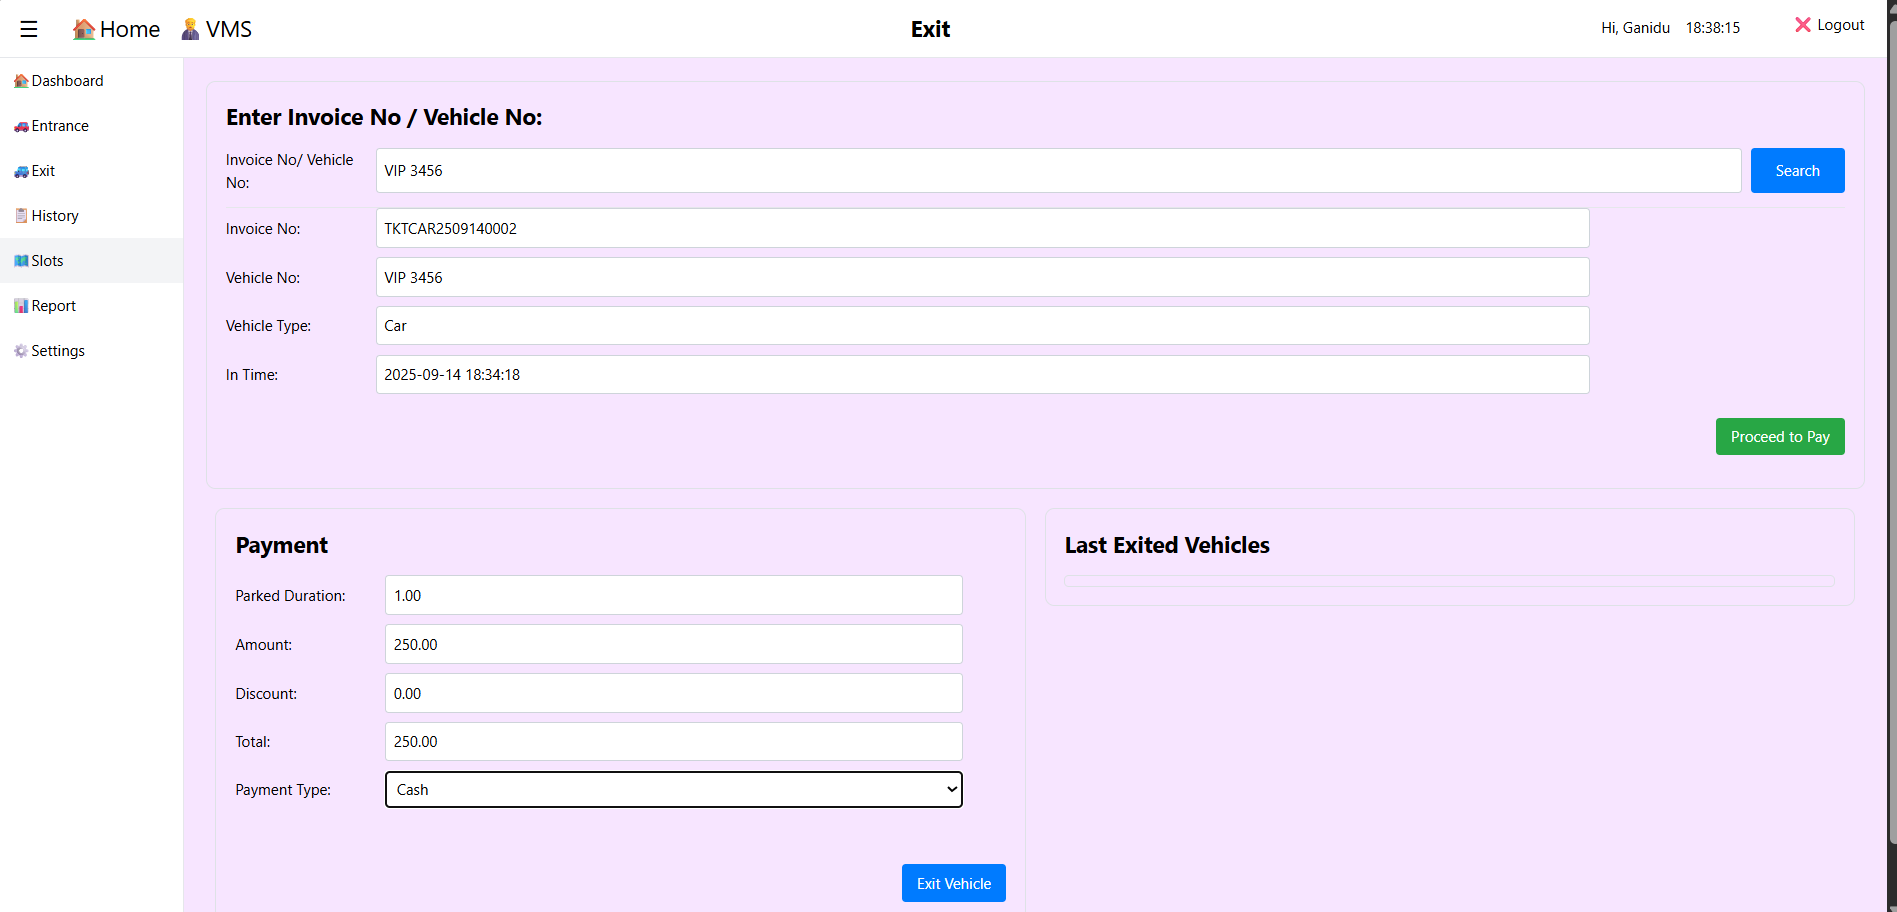 ☰ Home VMS Exit Hi, Ganidu 18:38:15 Logout
Dashboard
Entrance
Exit
History
Slots
Report
Settings
Enter Invoice No / Vehicle No:
Invoice No/ Vehicle
No:
VIP 3456
Search
Invoice No: TKTCAR2509140002
Vehicle No: VIP 3456
Vehicle Type: Car
In Time: 2025-09-14 18:34:18
Proceed to Pay
Payment
Parked Duration: 1.00
Amount: 250.00
Discount: 0.00
Total: 250.00
Payment Type: Cash
Exit Vehicle
Last Exited Vehicles